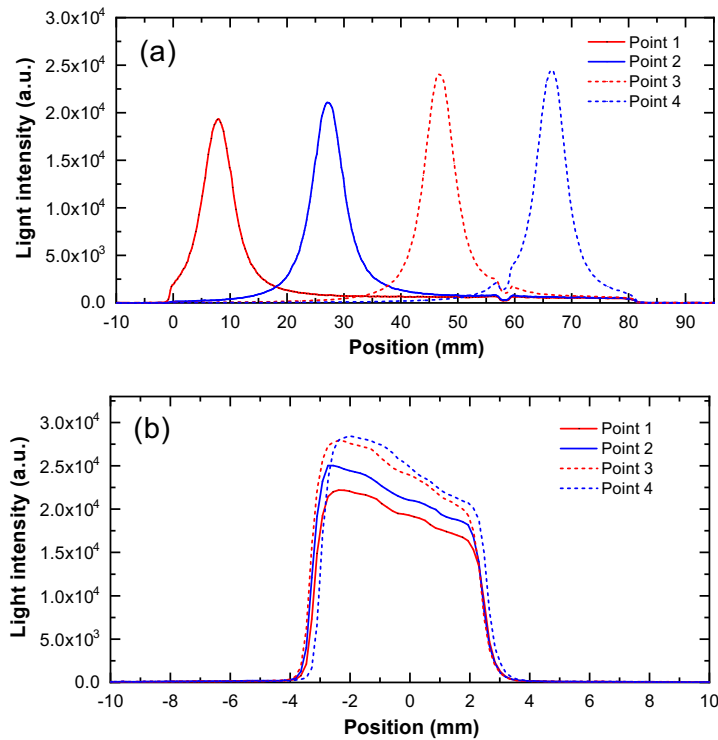 (a)
Point 1
Point 2
Point 3
Point 4
3.0x10⁴
2.5x10⁴
2.0x10⁴
1.5x10⁴
1.0x10⁴
5.0x10³
0.0
Light intensity (a.u.)
-10 0 10 20 30 40 50 60 70 80 90
Position (mm)
(b)
Point 1
Point 2
Point 3
Point 4
3.0x10⁴
2.5x10⁴
2.0x10⁴
1.5x10⁴
1.0x10⁴
5.0x10³
0.0
Light intensity (a.u.)
-10 -8 -6 -4 -2 0 2 4 6 8 10
Position (mm)